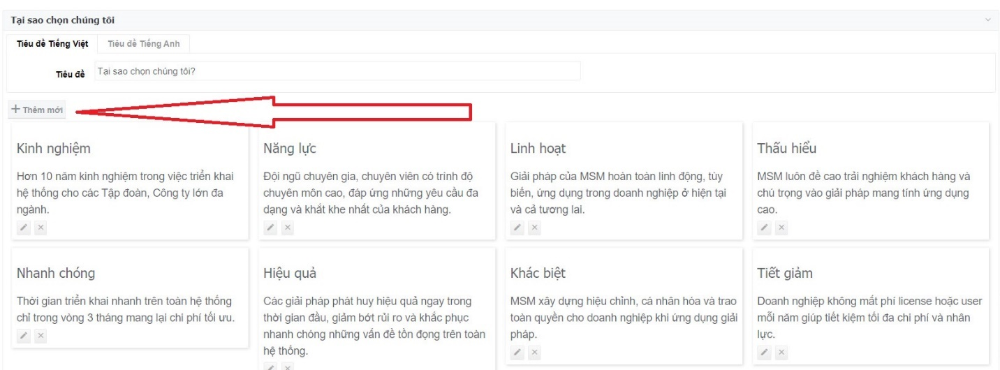 Tại sao chọn chúng tôi
Tiêu đề Tiếng Việt
Tiêu đề Tiếng Anh
Tiêu đề
Tại sao chọn chúng tôi?
Thêm mới
Kinh nghiệm
Hơn 10 năm kinh nghiệm trong việc triển khai
hệ thống cho các Tập đoàn, Công ty lớn đa
ngành.
Năng lực
Đội ngũ chuyên gia, chuyên viên có trình độ
chuyên môn cao, đáp ứng những yêu cầu đa
dạng và khắt khe nhất của khách hàng.
Linh hoạt
Giải pháp của MSM hoàn toàn linh động, tùy
biến, ứng dụng trong doanh nghiệp ở hiện tại
và cả tương lai.
Thấu hiểu
MSM luôn đề cao trải nghiệm khách hàng và
chú trọng vào giải pháp mang tính ứng dụng
cao.
Nhanh chóng
Thời gian triển khai nhanh trên toàn hệ thống
chỉ trong vòng 3 tháng mang lại chi phí tối ưu.
Hiệu quả
Các giải pháp phát huy hiệu quả ngay trong
thời gian đầu, giảm bớt rủi ro và khắc phục
nhanh chóng những vấn đề tồn đọng trên toàn
hệ thống.
Khác biệt
MSM xây dựng hiệu chỉnh, cá nhân hóa và trao
toàn quyền cho doanh nghiệp khi ứng dụng giải
pháp.
Tiết giảm
Doanh nghiệp không mất phí license hoặc user
mỗi năm giúp tiết kiệm tối đa chi phí và nhân
lực.